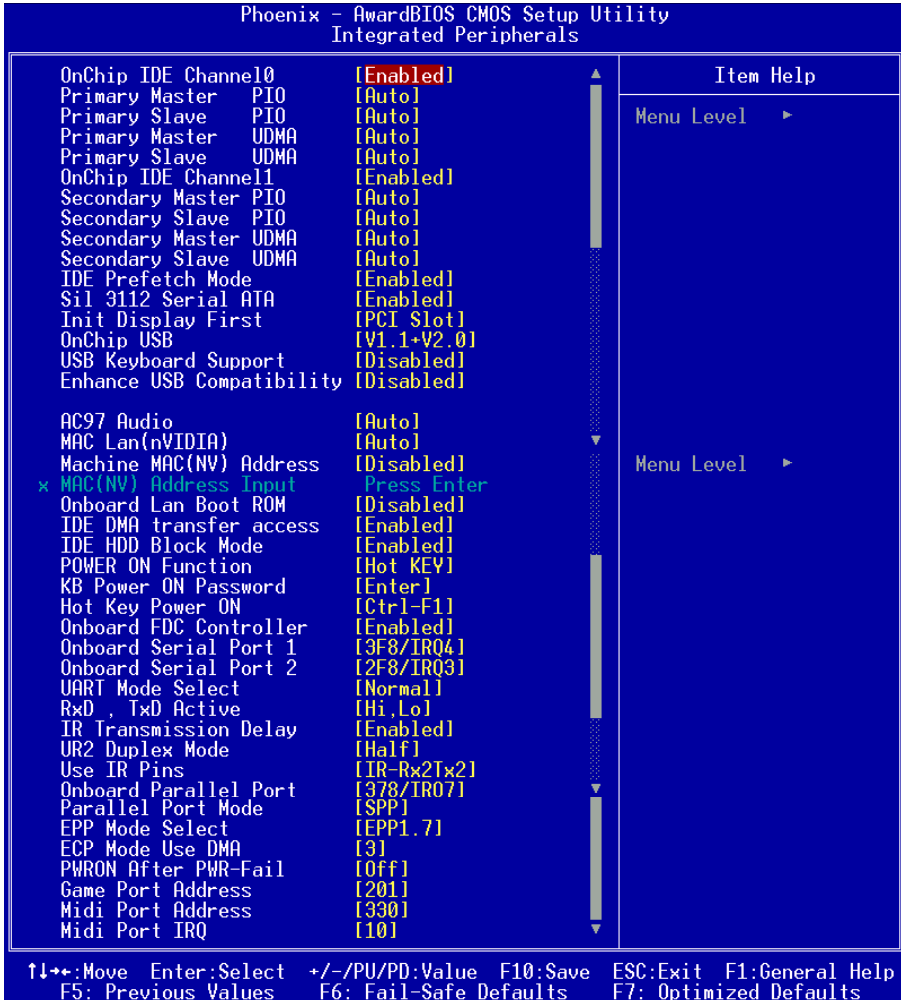 Phoenix - AwardBIOS CMOS Setup Utility
Integrated Peripherals
OnChip IDE Channel0 [Enabled]
Item Help
Primary Master PIO [Auto]
Primary Slave PIO [Auto]
Menu Level ►
Primary Master UDMA [Auto]
Primary Slave UDMA [Auto]
OnChip IDE Channel1 [Enabled]
Secondary Master PIO [Auto]
Secondary Slave PIO [Auto]
Secondary Master UDMA [Auto]
Secondary Slave UDMA [Auto]
IDE Prefetch Mode [Enabled]
Sil 3112 Serial ATA [Enabled]
Init Display First [PCI Slot]
OnChip USB [V1.1+V2.0]
USB Keyboard Support [Disabled]
Enhance USB Compatibility [Disabled]
AC97 Audio [Auto]
MAC Lan(nVIDIA) [Auto]
Machine MAC(NV) Address [Disabled]
Menu Level ►
x MAC(NV) Address Input Press Enter
Onboard Lan Boot ROM [Disabled]
IDE DMA transfer access [Enabled]
IDE HDD Block Mode [Enabled]
POWER ON Function [Hot KEY]
KB Power ON Password [Enter]
Hot Key Power ON [Ctrl-F1]
Onboard FDC Controller [Enabled]
Onboard Serial Port 1 [3F8/IRQ4]
Onboard Serial Port 2 [2F8/IRQ3]
UART Mode Select [Normal]
RxD , TxD Active [Hi,Lo]
IR Transmission Delay [Enabled]
UR2 Duplex Mode [Half]
Use IR Pins [IR-Rx2Tx2]
Onboard Parallel Port [378/IRQ7]
Parallel Port Mode [SPP]
EPP Mode Select [EPP1.7]
ECP Mode Use DMA [3]
PWRON After PWR-Fail [Off]
Game Port Address [201]
Midi Port Address [330]
Midi Port IRQ [10]
↑↓→←:Move Enter:Select +/-/PU/PD:Value F10:Save ESC:Exit F1:General Help
F5: Previous Values F6: Fail-Safe Defaults F7: Optimized Defaults